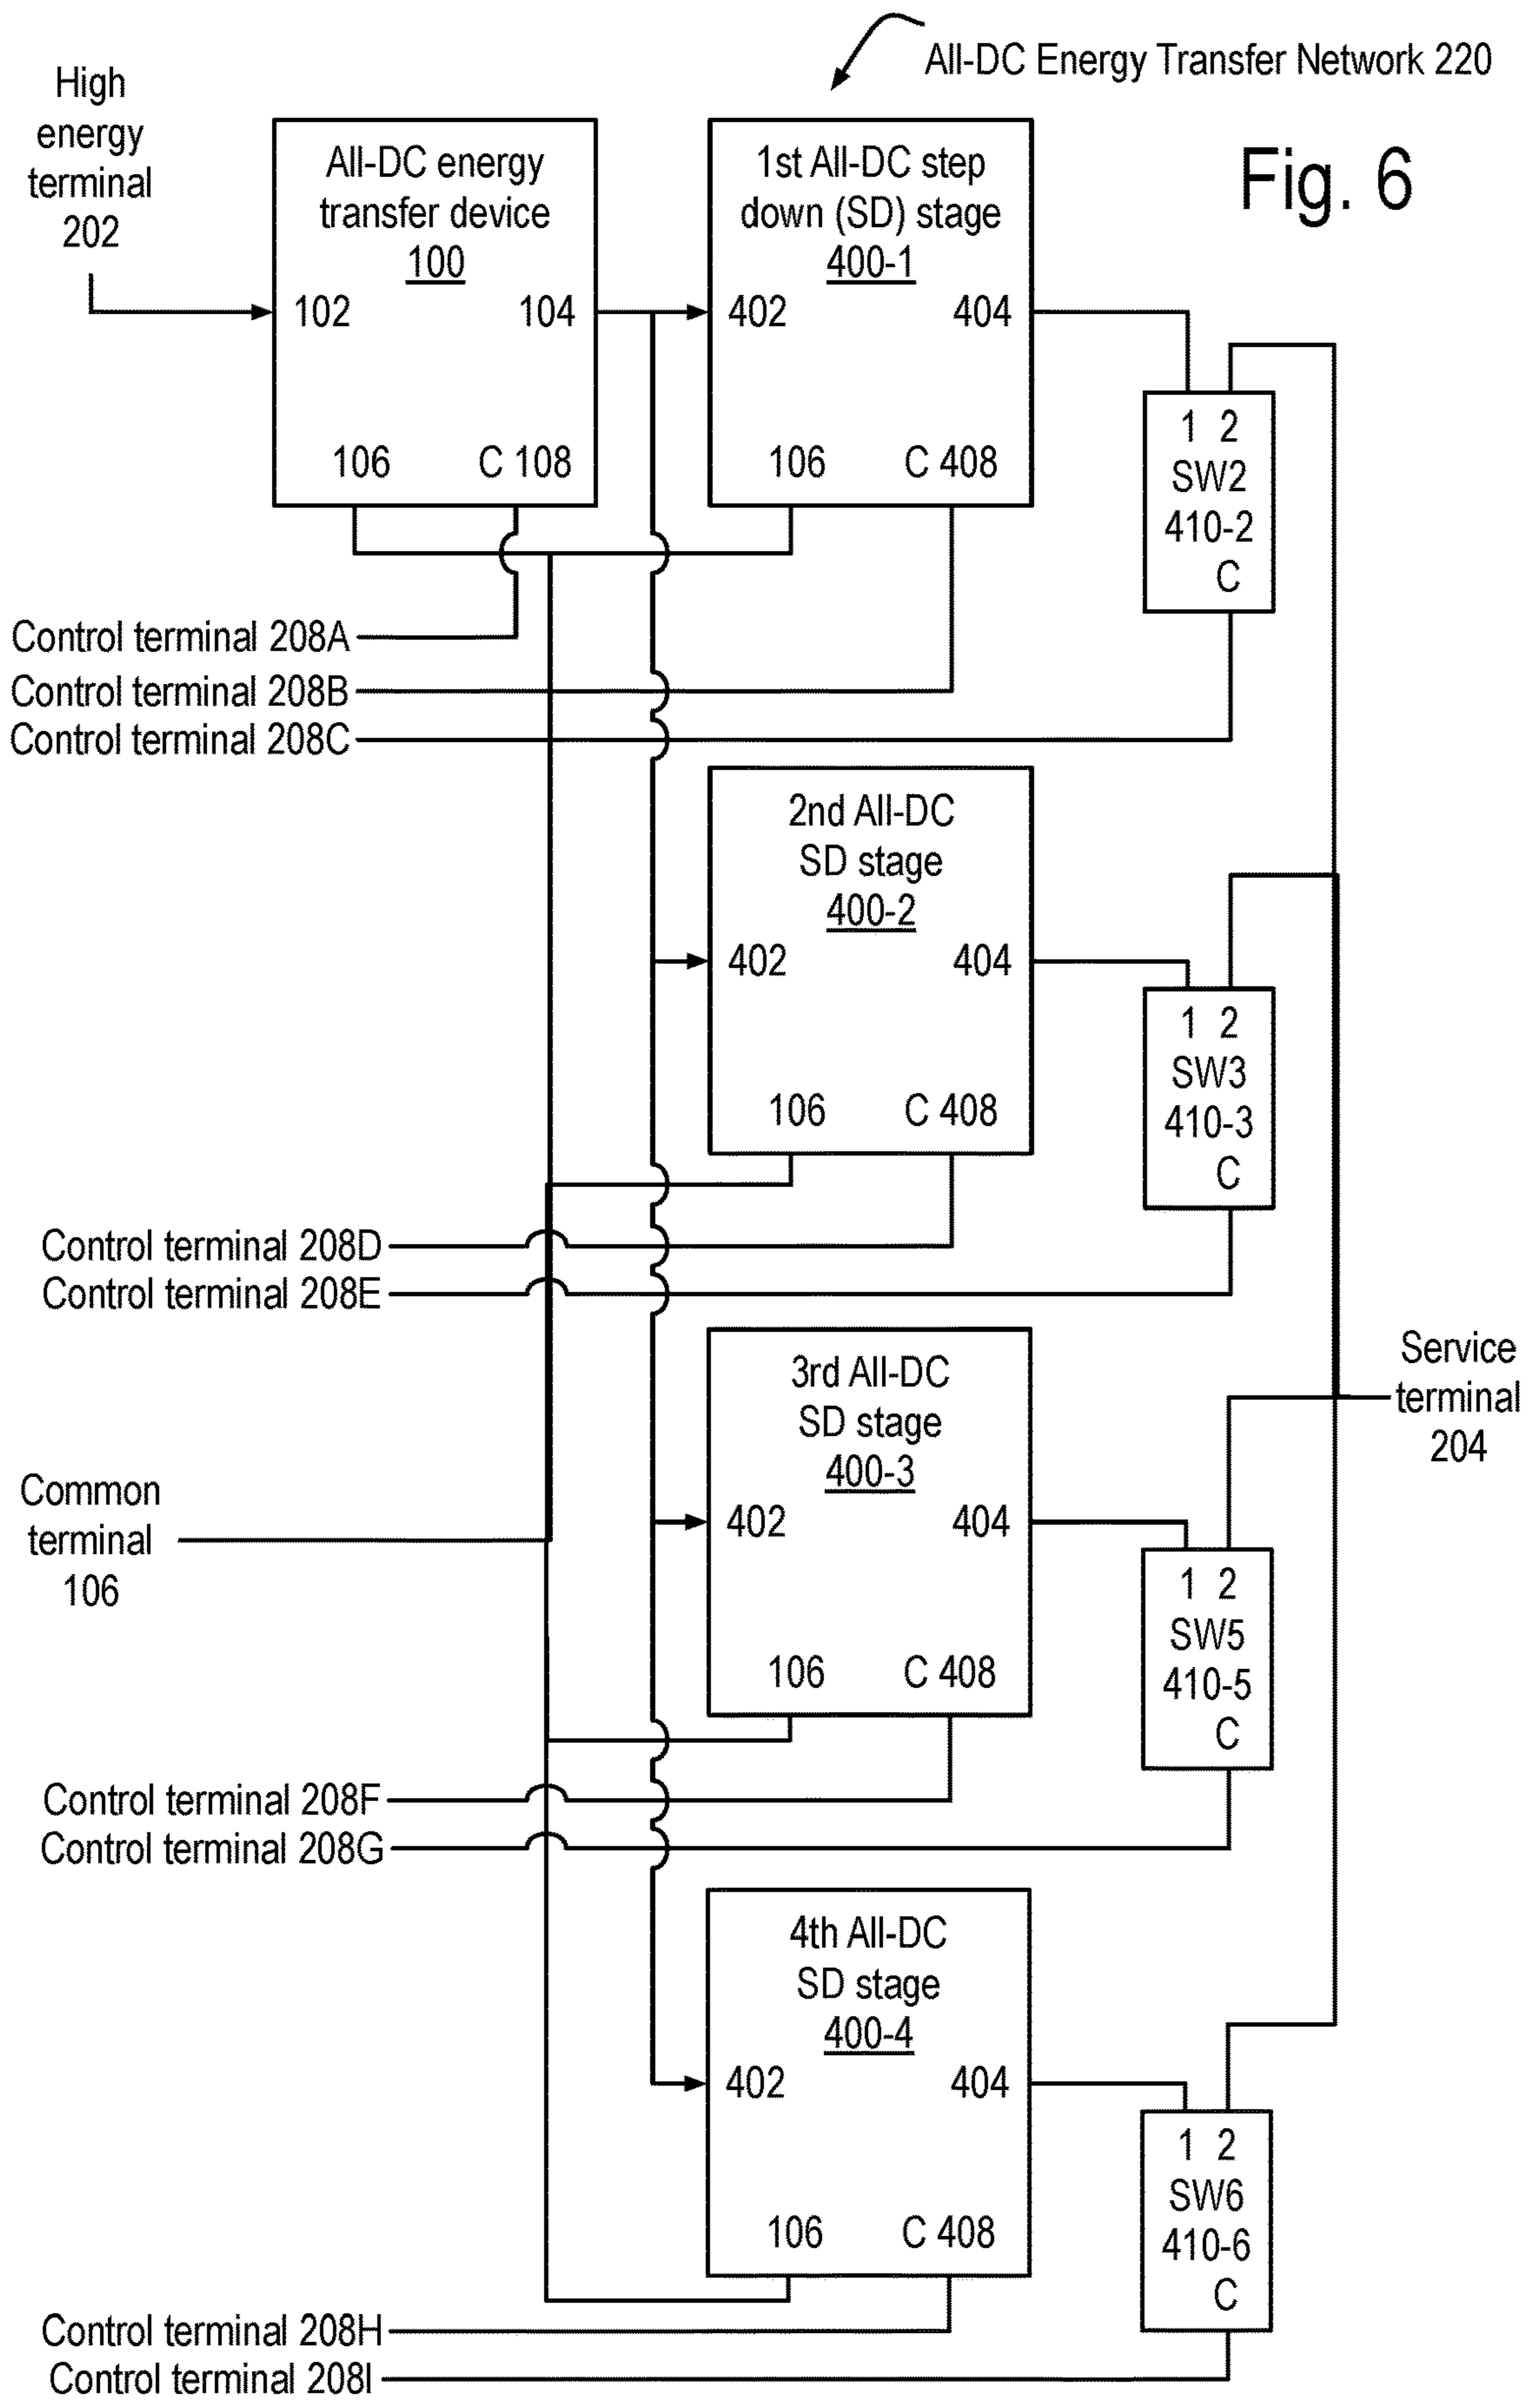 All-DC Energy Transfer Network 220
Fig. 6
High
energy
terminal
202
All-DC energy
transfer device
100
102
104
106
C 108
1st All-DC step
down (SD) stage
400-1
402
404
106
C 408
1 2
SW2
410-2
C
Control terminal 208A
Control terminal 208B
Control terminal 208C
2nd All-DC
SD stage
400-2
402
404
106
C 408
1 2
SW3
410-3
C
Control terminal 208D
Control terminal 208E
3rd All-DC
SD stage
400-3
402
404
106
C 408
1 2
SW5
410-5
C
Service
terminal
204
Common
terminal
106
Control terminal 208F
Control terminal 208G
4th All-DC
SD stage
400-4
402
404
106
C 408
1 2
SW6
410-6
C
Control terminal 208H
Control terminal 208I